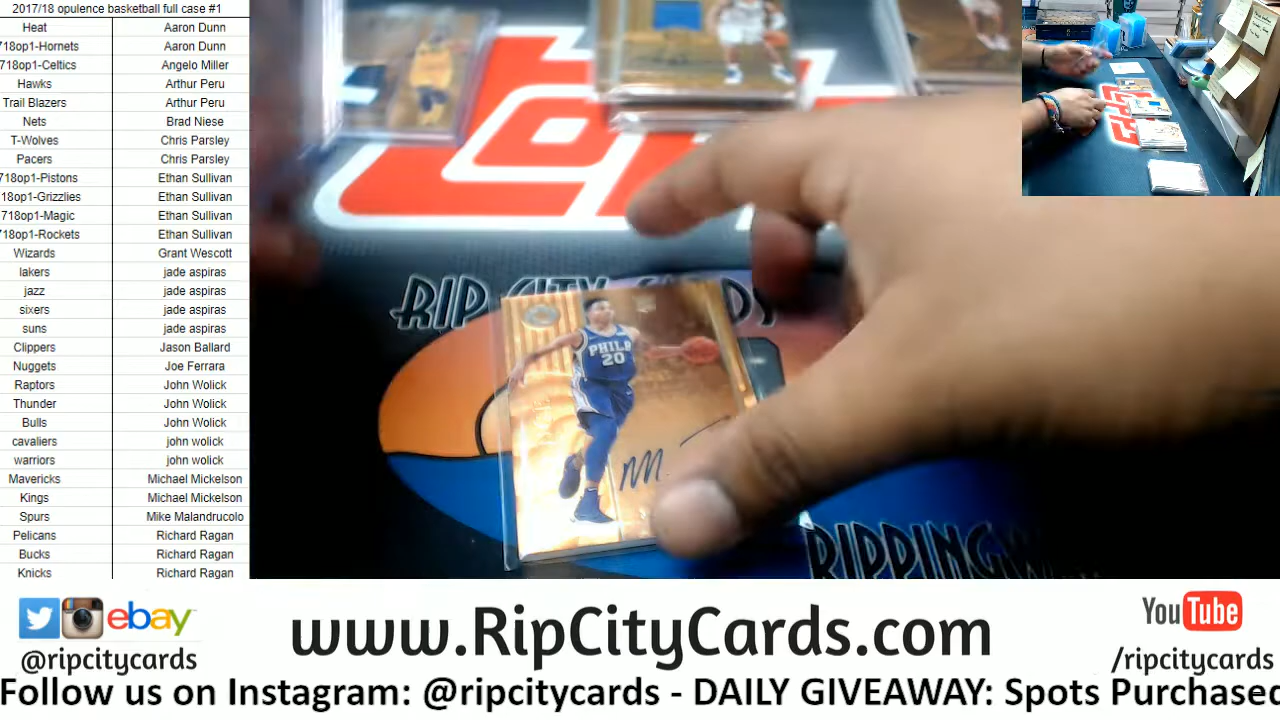 2017/18 opulence basketball full case #1
Heat Aaron Dunn
718op1-Hornets Aaron Dunn
718op1-Celtics Angelo Miller
Hawks Arthur Peru
Trail Blazers Arthur Peru
Nets Brad Niese
T-Wolves Chris Parsley
Pacers Chris Parsley
718op1-Pistons Ethan Sullivan
18op1-Grizzlies Ethan Sullivan
718op1-Magic Ethan Sullivan
718op1-Rockets Ethan Sullivan
Wizards Grant Wescott
lakers jade aspiras
jazz jade aspiras
sixers jade aspiras
suns jade aspiras
Clippers Jason Ballard
Nuggets Joe Ferrara
Raptors John Wolick
Thunder John Wolick
Bulls John Wolick
cavaliers john wolick
warriors john wolick
Mavericks Michael Mickelson
Kings Michael Mickelson
Spurs Mike Malandrucolo
Pelicans Richard Ragan
Bucks Richard Ragan
Knicks Richard Ragan
RIP CITY
PHILA
20
RIPPING
ebay
@ripcitycards
www.RipCityCards.com
YouTube
/ripcitycards
Follow us on Instagram: @ripcitycards - DAILY GIVEAWAY: Spots Purchased